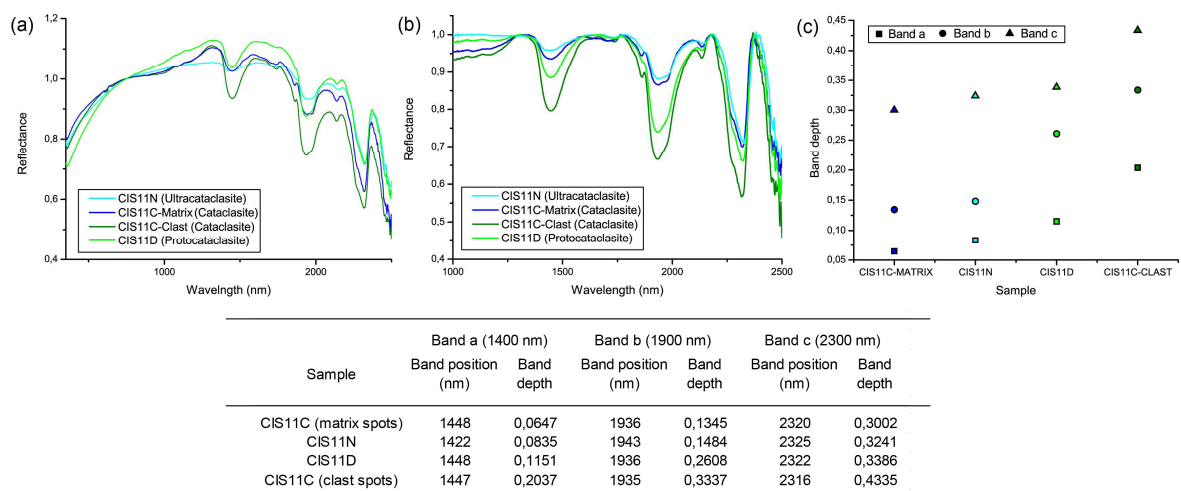 (a)
1,2
1,0
0,8
0,6
0,4
Reflectance
CIS11N (Ultracataclasite)
CIS11C-Matrix (Cataclasite)
CIS11C-Clast (Cataclasite)
CIS11D (Protocataclasite)
1000
2000
Wavelngth (nm)
(b)
1,0
0,9
0,8
0,7
0,6
0,5
0,4
Reflectance
CIS11N (Ultracataclasite)
CIS11C-Matrix (Cataclasite)
CIS11C-Clast (Cataclasite)
CIS11D (Protocataclasite)
1000 1500 2000 2500
Wavelength (nm)
(c)
0,45
0,40
0,35
0,30
0,25
0,20
0,15
0,10
0,05
Band depth
Band a Band b Band c
CIS11C-MATRIX CIS11N CIS11D CIS11C-CLAST
Sample
Band a (1400 nm) Band b (1900 nm) Band c (2300 nm)
Sample Band position (nm) Band depth Band position (nm) Band depth Band position (nm) Band depth
CIS11C (matrix spots) 1448 0,0647 1936 0,1345 2320 0,3002
CIS11N 1422 0,0835 1943 0,1484 2325 0,3241
CIS11D 1448 0,1151 1936 0,2608 2322 0,3386
CIS11C (clast spots) 1447 0,2037 1935 0,3337 2316 0,4335